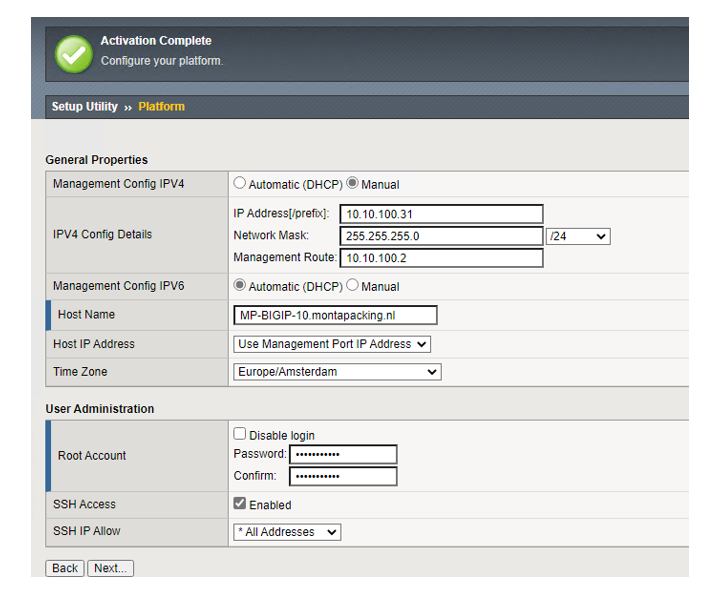 Activation Complete
Configure your platform.
Setup Utility ›› Platform
General Properties
Management Config IPV4 Automatic (DHCP) Manual
IPV4 Config Details
IP Address[/prefix]: 10.10.100.31
Network Mask: 255.255.255.0 /24
Management Route: 10.10.100.2
Management Config IPV6 Automatic (DHCP) Manual
Host Name MP-BIGIP-10.montapacking.nl
Host IP Address Use Management Port IP Address
Time Zone Europe/Amsterdam
User Administration
Root Account
Disable login
Password: •••••••••••
Confirm: •••••••••••
SSH Access Enabled
SSH IP Allow * All Addresses
Back Next...